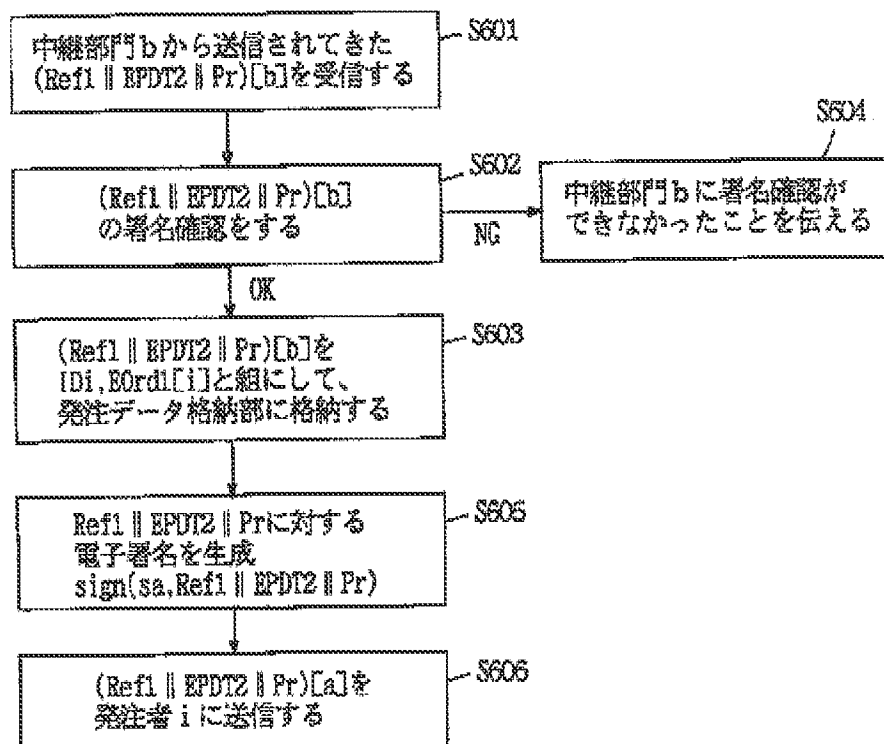 S601
中継部門bから送信されてきた
(Ref1 ∥ EPDT2 ∥ Pr)[b]を受信する
S602
(Ref1 ∥ EPDT2 ∥ Pr)[b]
の署名確認をする
NG
S604
中継部門bに署名確認が
できなかったことを伝える
OK
S603
(Ref1 ∥ EPDT2 ∥ Pr)[b]を
IDi,EOrd1[i]と組にして、
発注データ格納部に格納する
S605
Ref1 ∥ EPDT2 ∥ Prに対する
電子署名を生成
sign(sa,Ref1 ∥ EPDT2 ∥ Pr)
S606
(Ref1 ∥ EPDT2 ∥ Pr)[a]を
発注者iに送信する